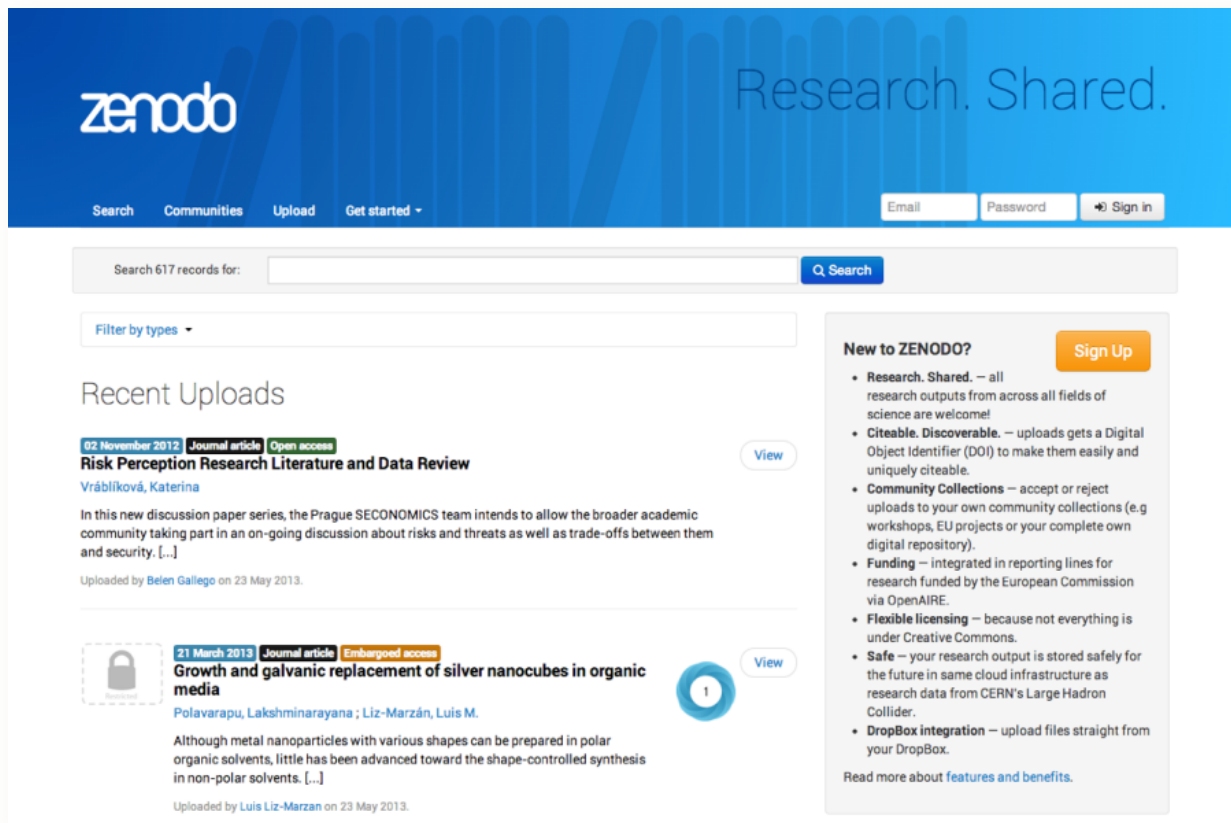 zenodo
Research. Shared.
Search Communities Upload Get started
Email Password Sign in
Search 617 records for:
Search
Filter by types
Recent Uploads
02 November 2012 Journal article Open access
Risk Perception Research Literature and Data Review
View
Vráblíková, Katerina
In this new discussion paper series, the Prague SECONOMICS team intends to allow the broader academic
community taking part in an on-going discussion about risks and threats as well as trade-offs between them
and security. [...]
Uploaded by Belen Gallego on 23 May 2013.
Restricted
21 March 2013 Journal article Embargoed access
Growth and galvanic replacement of silver nanocubes in organic
media
1
View
Polavarapu, Lakshminarayana ; Liz-Marzán, Luis M.
Although metal nanoparticles with various shapes can be prepared in polar
organic solvents, little has been advanced toward the shape-controlled synthesis
in non-polar solvents. [...]
Uploaded by Luis Liz-Marzan on 23 May 2013.
New to ZENODO?
Sign Up
Research. Shared. — all
research outputs from across all fields of
science are welcome!
Citeable. Discoverable. — uploads gets a Digital
Object Identifier (DOI) to make them easily and
uniquely citeable.
Community Collections — accept or reject
uploads to your own community collections (e.g
workshops, EU projects or your complete own
digital repository).
Funding — integrated in reporting lines for
research funded by the European Commission
via OpenAIRE.
Flexible licensing — because not everything is
under Creative Commons.
Safe — your research output is stored safely for
the future in same cloud infrastructure as
research data from CERN's Large Hadron
Collider.
DropBox integration — upload files straight from
your DropBox.
Read more about features and benefits.